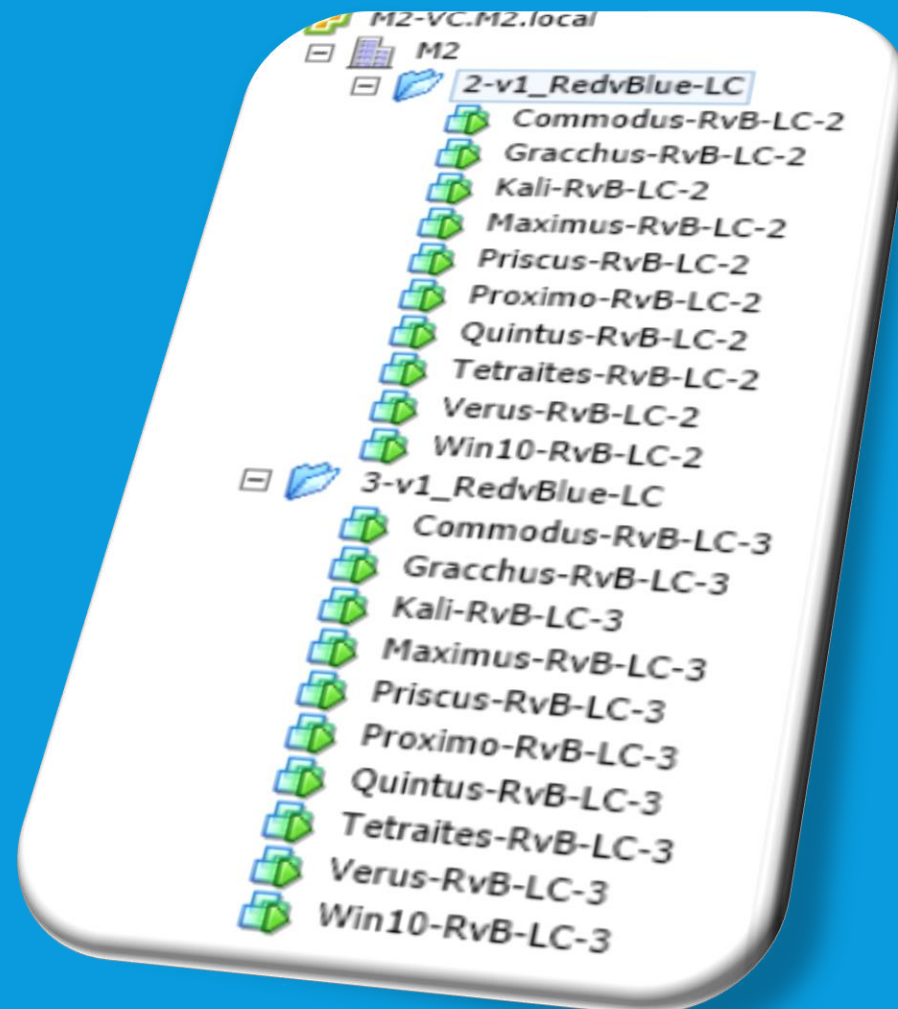 M2-VC.M2.local
M2
2-v1_RedvBlue-LC
Commodus-RvB-LC-2
Gracchus-RvB-LC-2
Kali-RvB-LC-2
Maximus-RvB-LC-2
Priscus-RvB-LC-2
Proximo-RvB-LC-2
Quintus-RvB-LC-2
Tetraites-RvB-LC-2
Verus-RvB-LC-2
Win10-RvB-LC-2
3-v1_RedvBlue-LC
Commodus-RvB-LC-3
Gracchus-RvB-LC-3
Kali-RvB-LC-3
Maximus-RvB-LC-3
Priscus-RvB-LC-3
Proximo-RvB-LC-3
Quintus-RvB-LC-3
Tetraites-RvB-LC-3
Verus-RvB-LC-3
Win10-RvB-LC-3